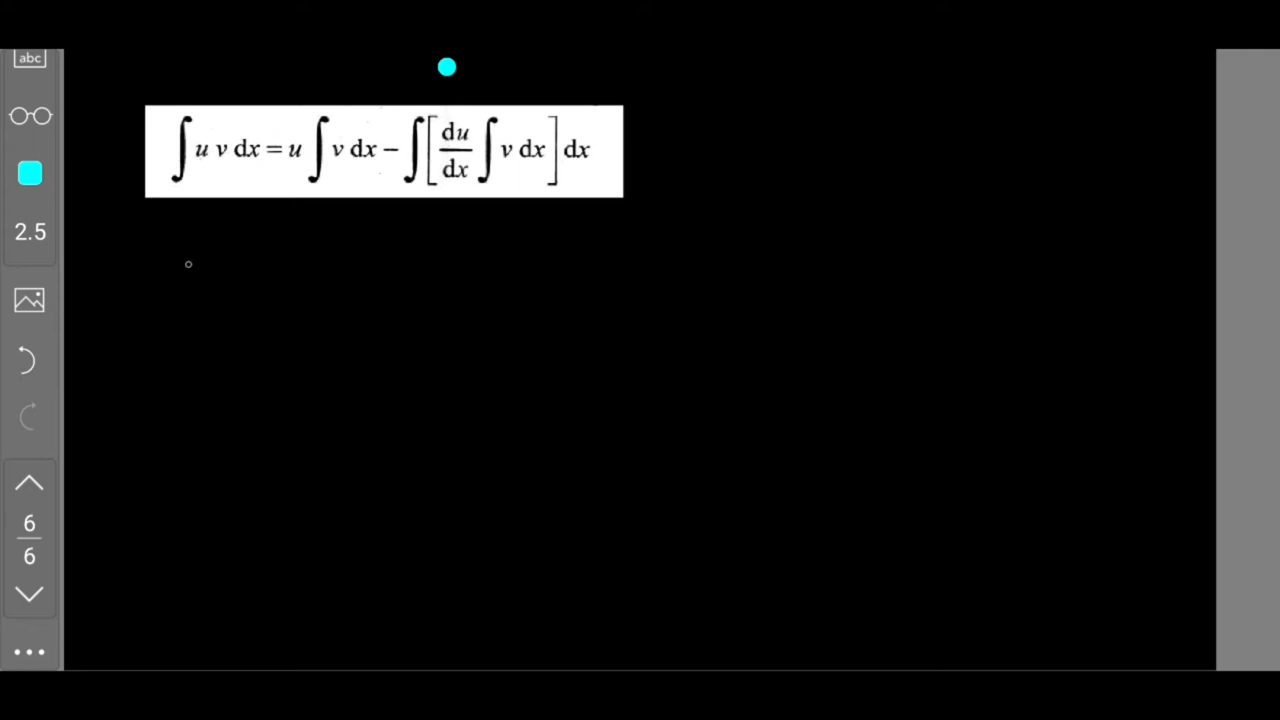 abc
∫ u v dx = u ∫ v dx − ∫ [ du/dx ∫ v dx ] dx
2.5
6
6